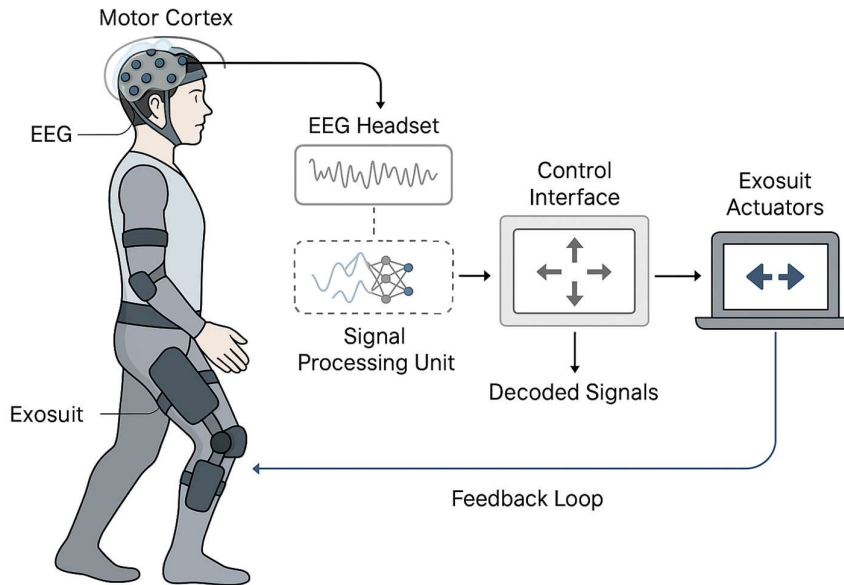 Motor Cortex
EEG
EEG Headset
Control
Interface
Exosuit
Actuators
Signal
Processing Unit
Decoded Signals
Exosuit
Feedback Loop